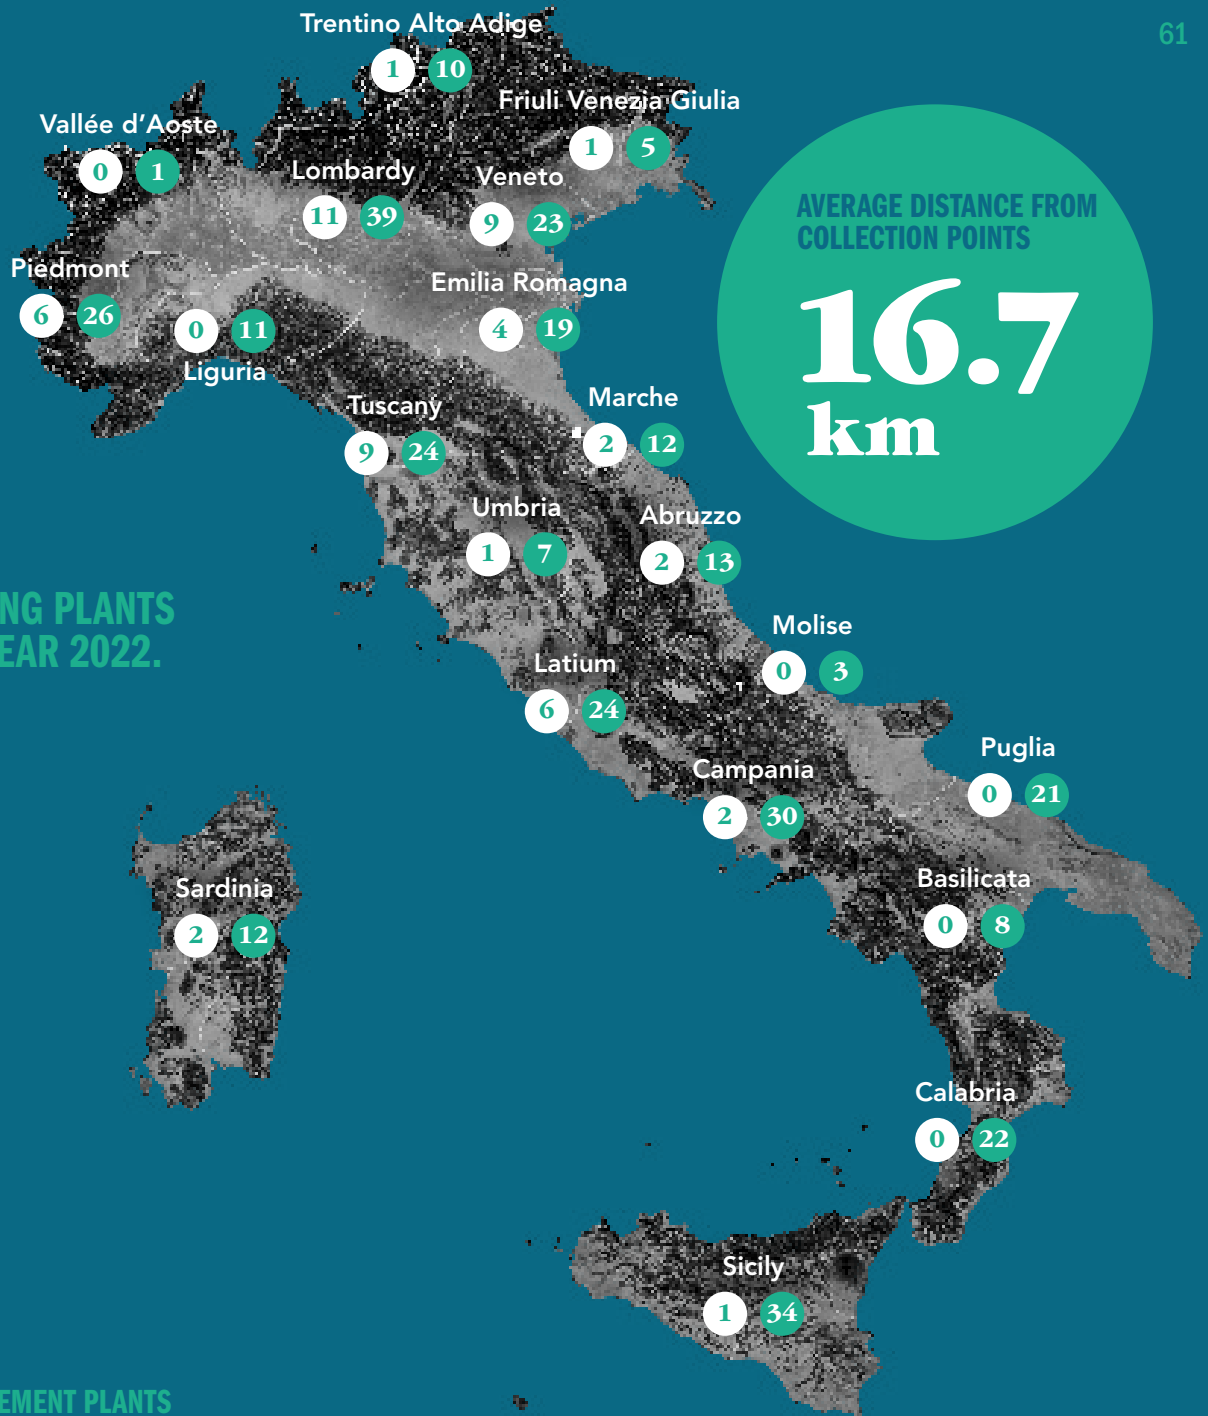 61
Trentino Alto Adige
1 10
Friuli Venezia Giulia
1 5
Vallée d'Aoste
0 1
Lombardy
11 39
Veneto
9 23
AVERAGE DISTANCE FROM
COLLECTION POINTS
16.7
km
Piedmont
6 26
Emilia Romagna
4 19
0 11
Liguria
Marche
2 12
Tuscany
9 24
Umbria
1 7
Abruzzo
2 13
NG PLANTS
EAR 2022.
Molise
0 3
Latium
6 24
Puglia
0 21
Campania
2 30
Sardinia
2 12
Basilicata
0 8
Calabria
0 22
Sicily
1 34
EMENT PLANTS